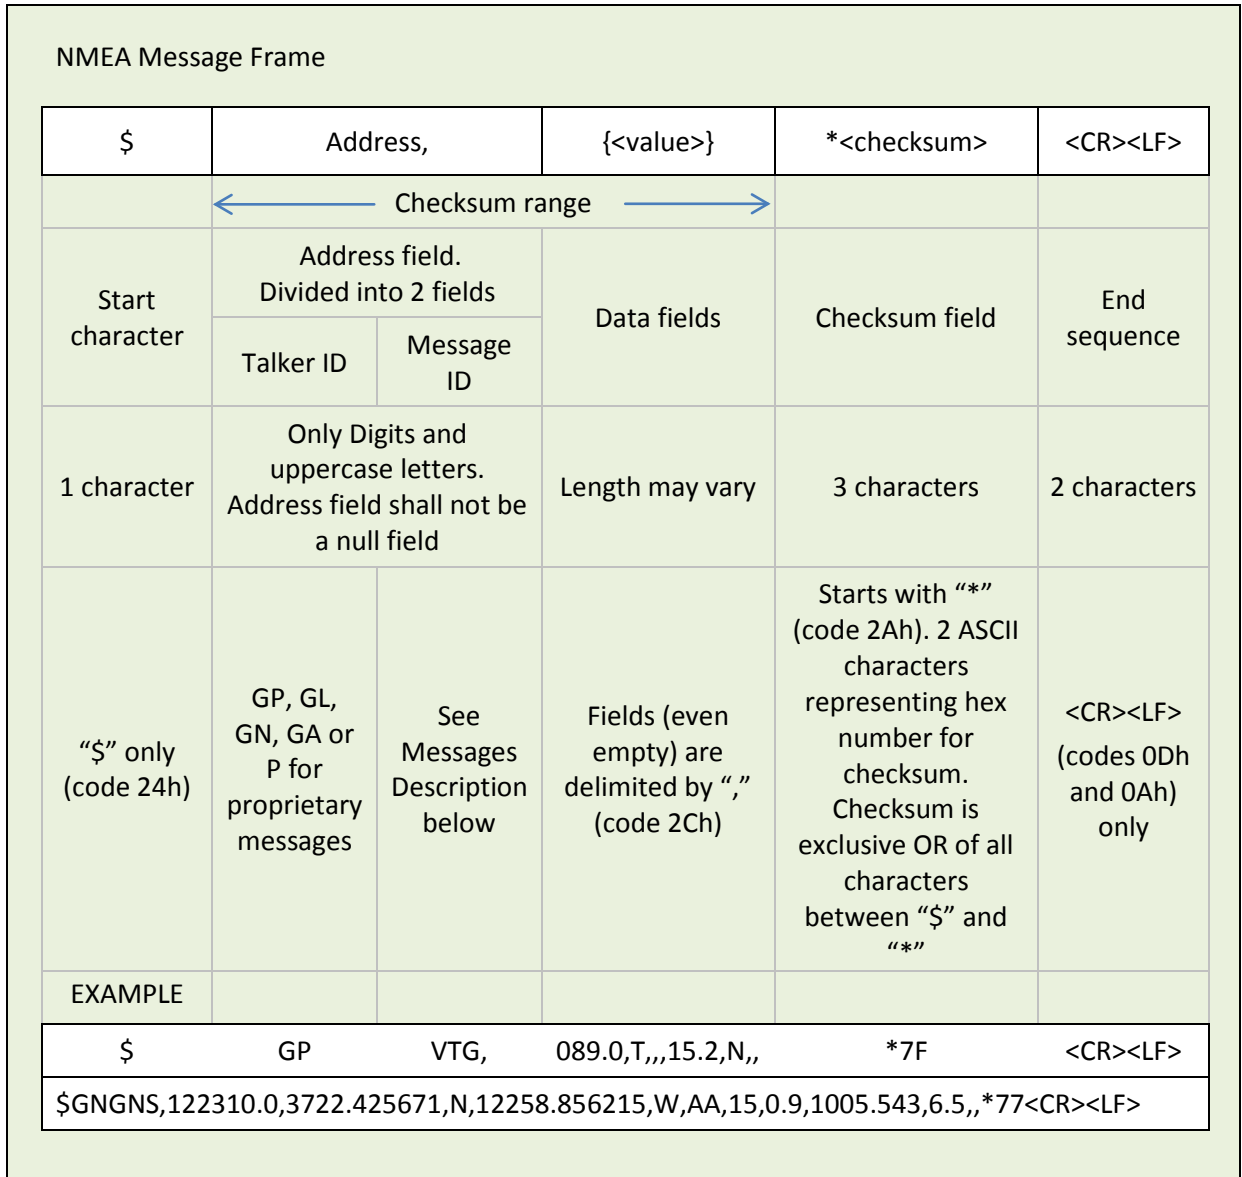 NMEA Message Frame
$ Address, {<value>} *<checksum> <CR><LF>
Checksum range
Start
character
Address field.
Divided into 2 fields
Talker ID
Message
ID
Data fields
Checksum field
End
sequence
1 character
Only Digits and
uppercase letters.
Address field shall not be
a null field
Length may vary
3 characters
2 characters
“$” only
(code 24h)
GP, GL,
GN, GA or
P for
proprietary
messages
See
Messages
Description
below
Fields (even
empty) are
delimited by “,”
(code 2Ch)
Starts with “*”
(code 2Ah). 2 ASCII
characters
representing hex
number for
checksum.
Checksum is
exclusive OR of all
characters
between “$” and
“*”
<CR><LF>
(codes 0Dh
and 0Ah)
only
EXAMPLE
$ GP VTG, 089.0,T,,,15.2,N,, *7F <CR><LF>
$GNGNS,122310.0,3722.425671,N,12258.856215,W,AA,15,0.9,1005.543,6.5,,*77<CR><LF>